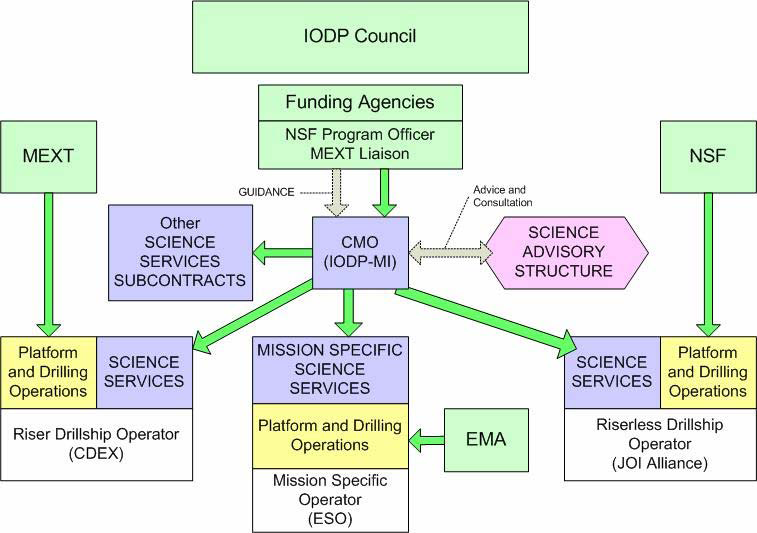 IODP Council
Funding Agencies
NSF Program Officer
MEXT Liaison
MEXT
NSF
GUIDANCE
Advice and
Consultation
Other
SCIENCE
SERVICES
SUBCONTRACTS
CMO
(IODP-MI)
SCIENCE
ADVISORY
STRUCTURE
Platform
and Drilling
Operations
SCIENCE
SERVICES
Riser Drillship Operator
(CDEX)
MISSION SPECIFIC
SCIENCE
SERVICES
Platform and Drilling
Operations
Mission Specific
Operator
(ESO)
EMA
SCIENCE
SERVICES
Platform
and Drilling
Operations
Riserless Drillship
Operator
(JOI Alliance)